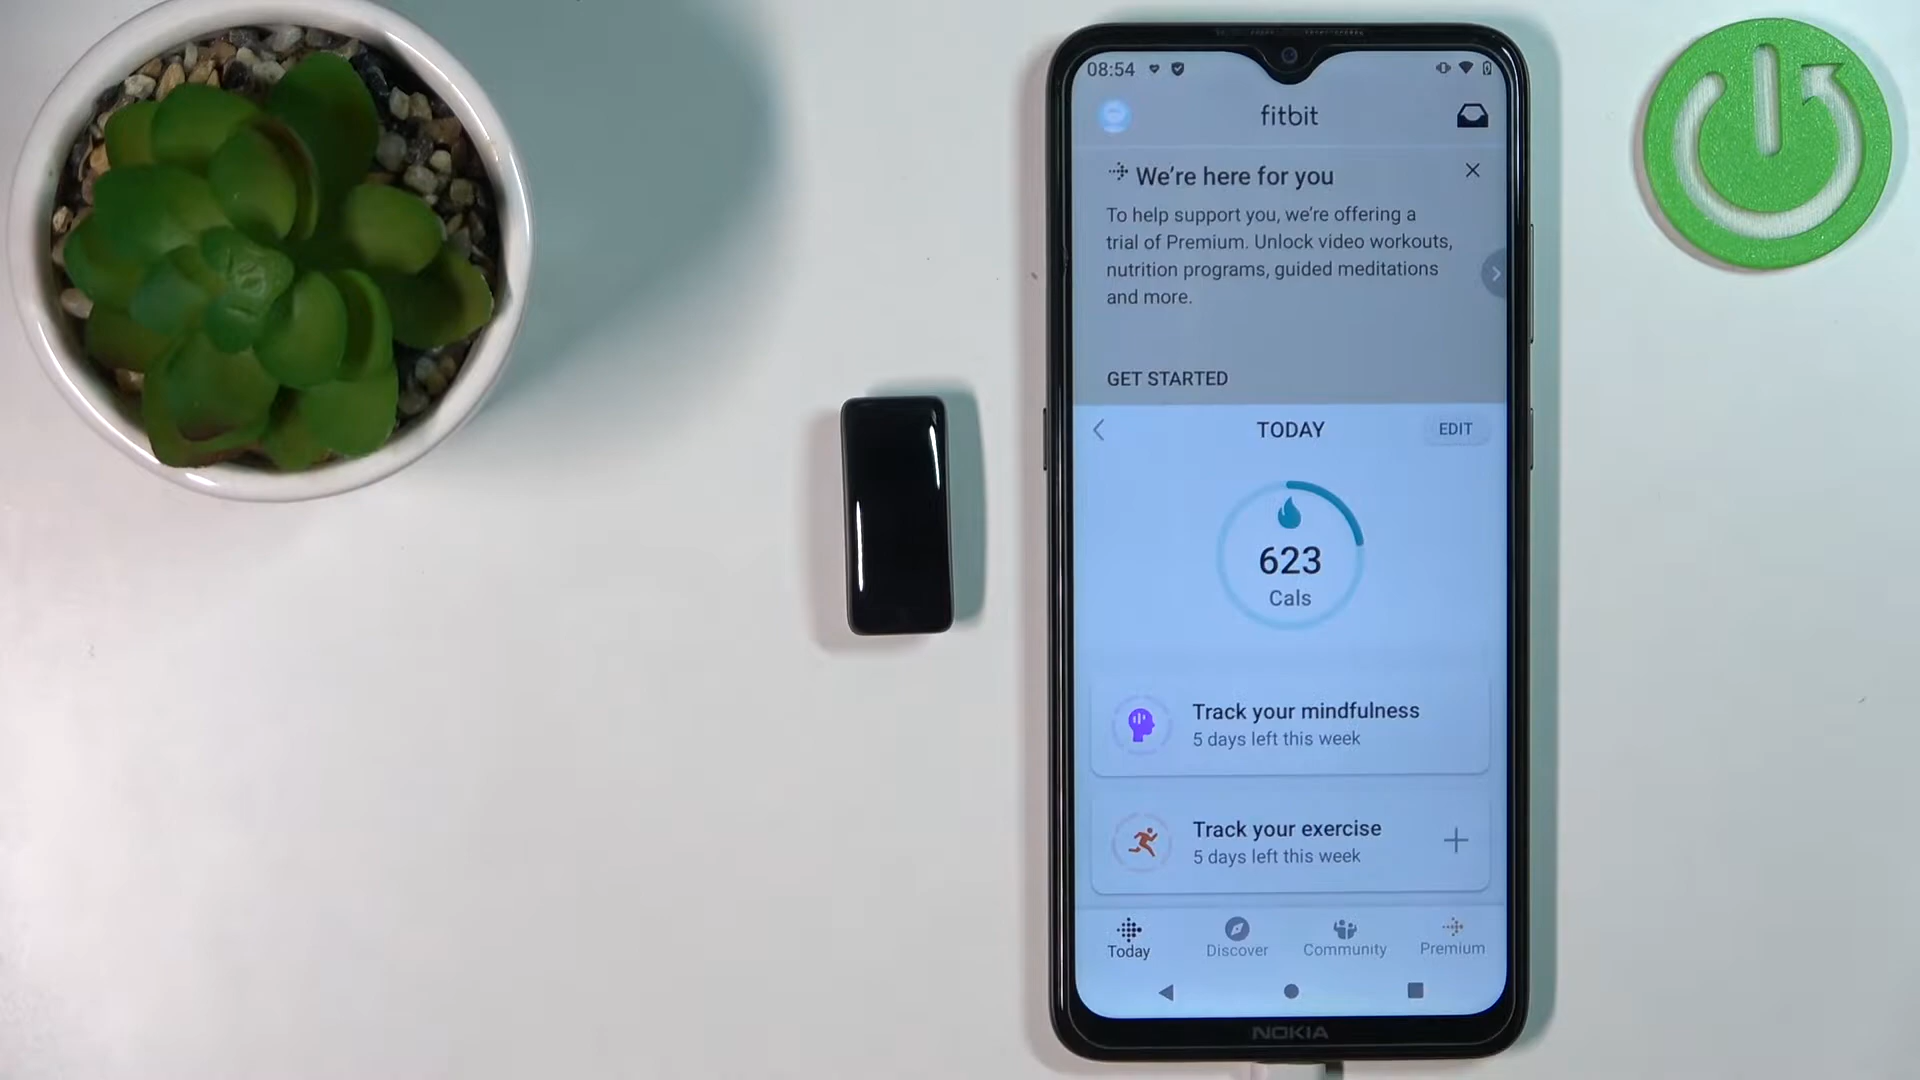 08:54
fitbit
We're here for you
To help support you, we're offering a
trial of Premium. Unlock video workouts,
nutrition programs, guided meditations
and more.
GET STARTED
TODAY
EDIT
623
Cals
Track your mindfulness
5 days left this week
Track your exercise
5 days left this week
Today
Discover
Community
Premium
NOKIA